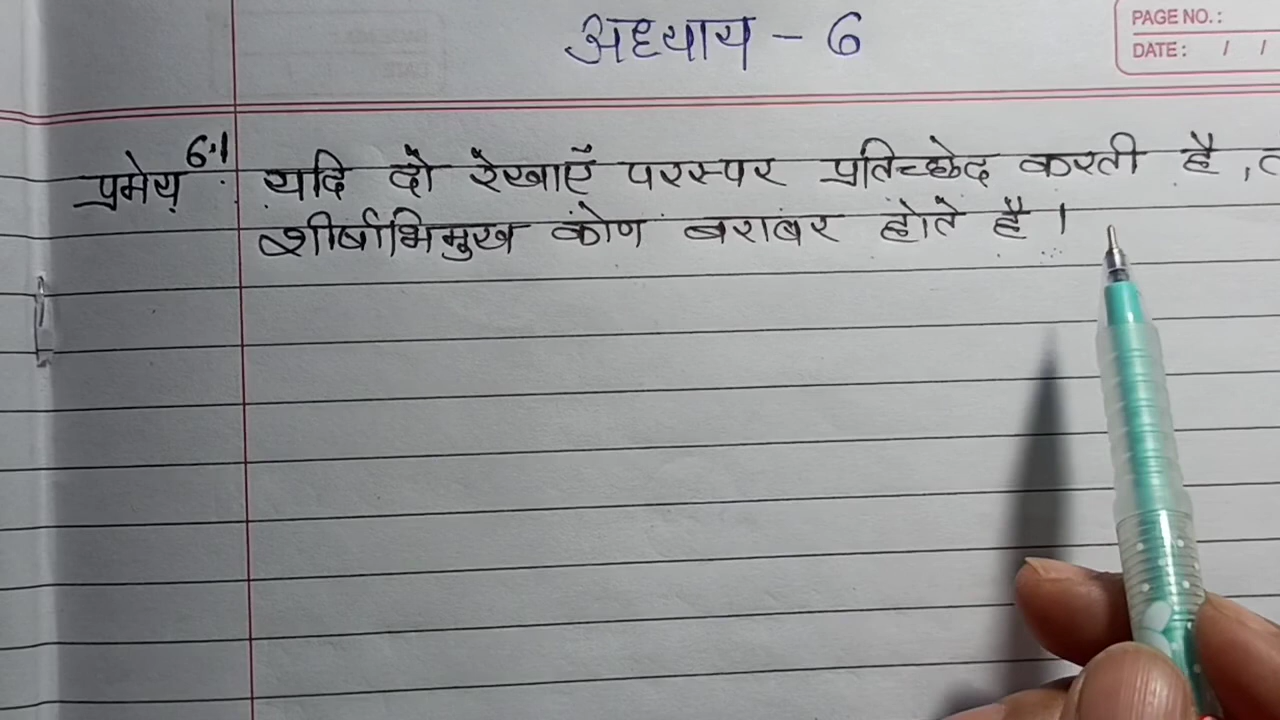 अध्याय - 6
PAGE NO.:
DATE: / /
प्रमेय 6.1 यदि दो रेखाएँ परस्पर प्रतिच्छेद करती है,
शीर्षाभिमुख कोण बराबर होते है।